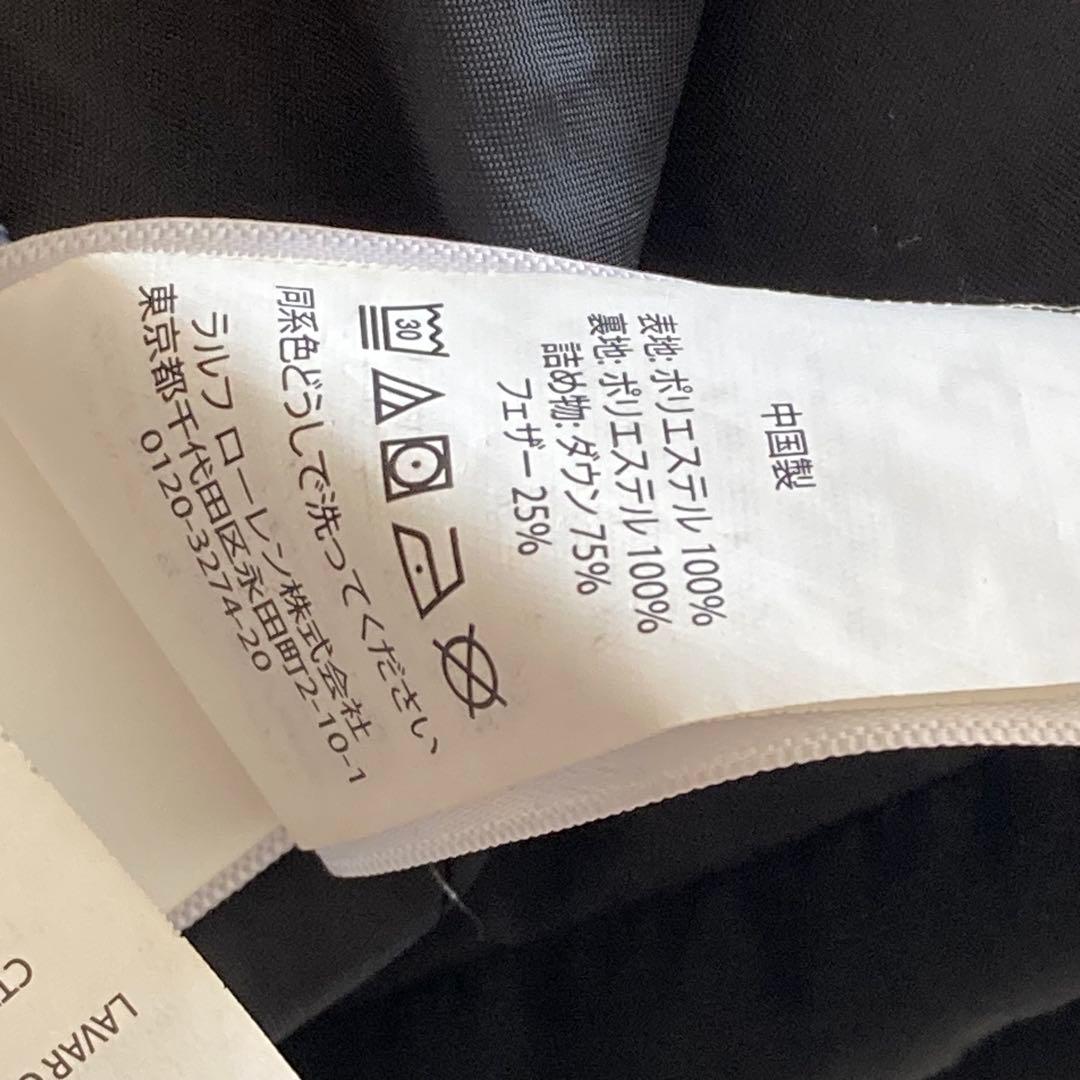 中国製
表地: ポリエステル 100%
裏地: ポリエステル 100%
詰め物: ダウン 75%
フェザー 25%
30
同系色どうしで洗ってください、
ラルフ ローレン株式会社
東京都千代田区永田町2-10-1
0120-3274-20
LAVAR